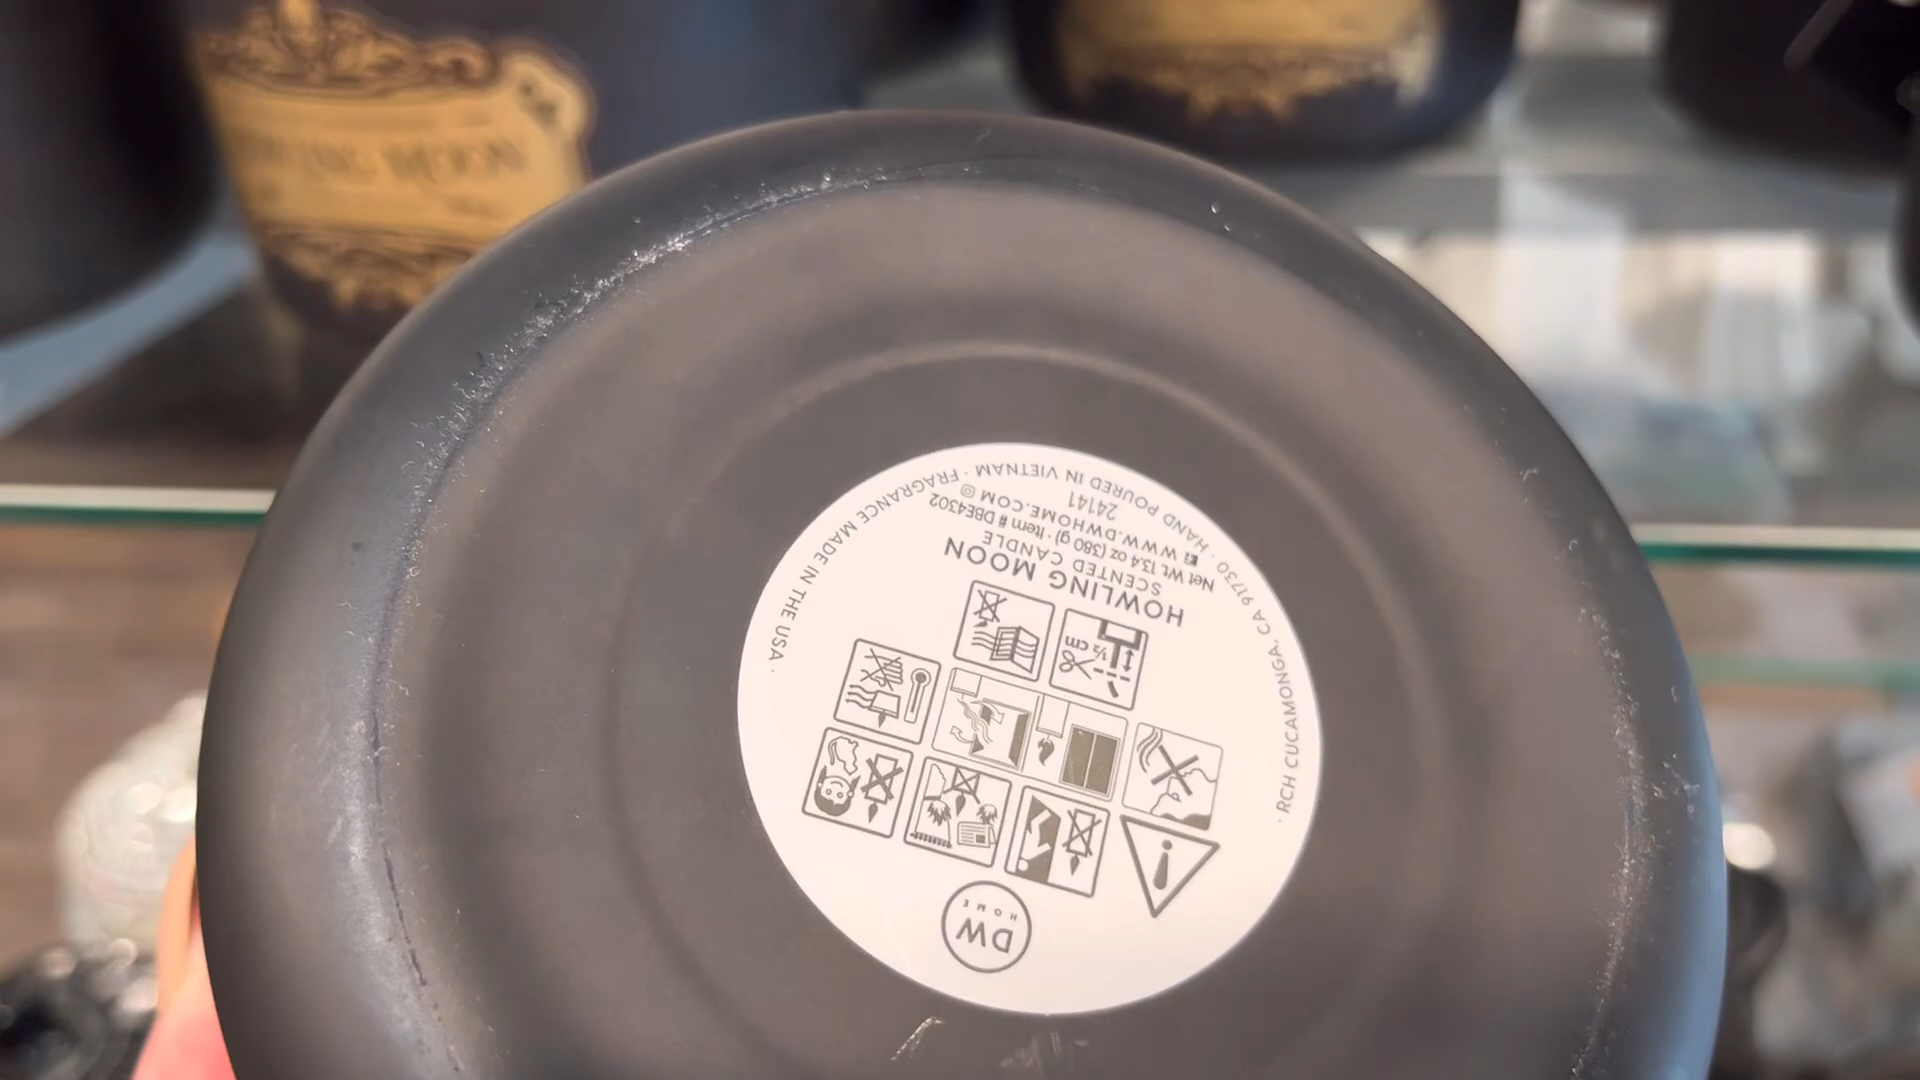 DW
HOME
½ cm
HOWLING MOON
SCENTED CANDLE
Net Wt. 13.4 oz (380 g) · Item # DBE4302
WWW.DWHOME.COM
24141
· RCH CUCAMONGA, CA 91730 · HAND POURED IN VIETNAM · FRAGRANCE MADE IN THE USA ·
MOON